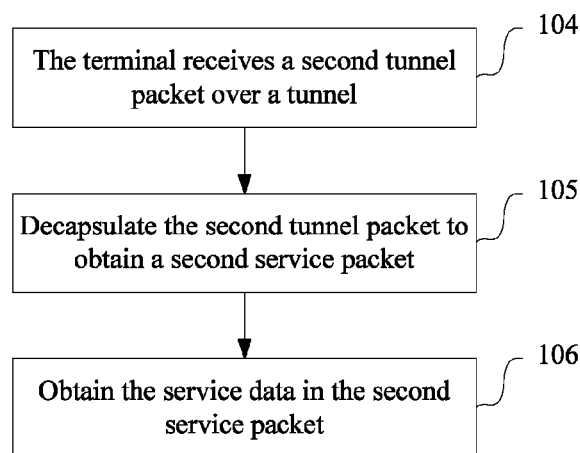 104
The terminal receives a second tunnel
packet over a tunnel
105
Decapsulate the second tunnel packet to
obtain a second service packet
106
Obtain the service data in the second
service packet